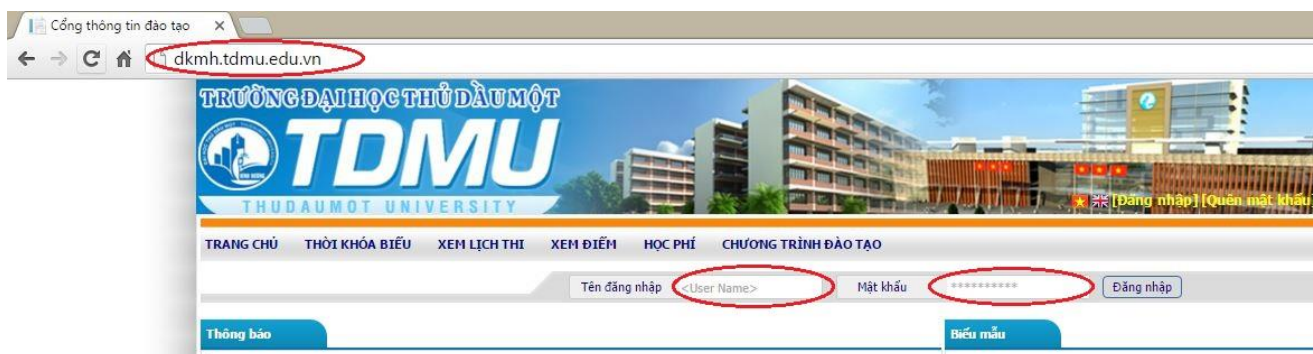 Cổng thông tin đào tạo
dkmh.tdmu.edu.vn
TRƯỜNG ĐẠI HỌC THỦ DẦU MỘT
TDMU
THUDAUMOT UNIVERSITY
[Đăng nhập] [Quên mật khẩu
TRANG CHỦ THỜI KHÓA BIỂU XEM LỊCH THI XEM ĐIỂM HỌC PHÍ CHƯƠNG TRÌNH ĐÀO TẠO
Tên đăng nhập <User Name> Mật khẩu ********** Đăng nhập
Thông báo Biểu mẫu